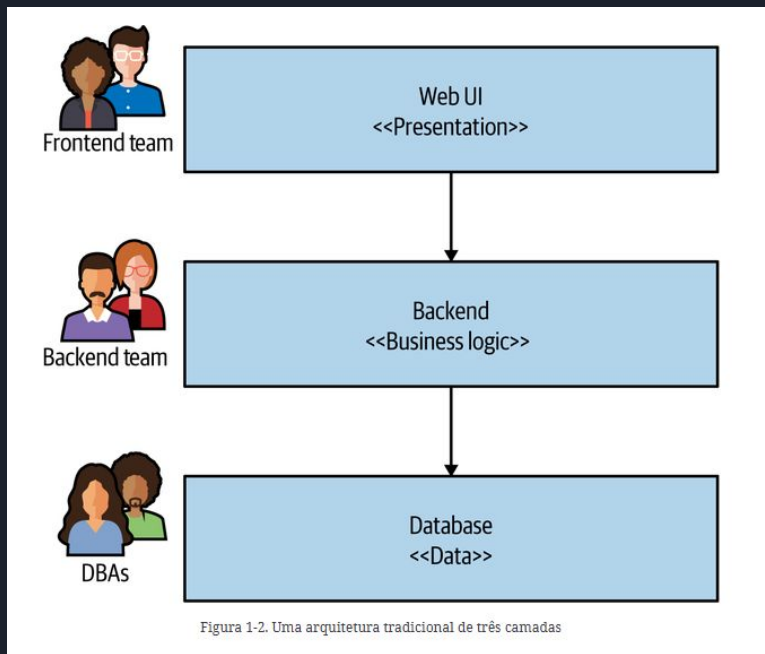 Frontend team
Web UI
<<Presentation>>
Backend team
Backend
<<Business logic>>
DBAs
Database
<<Data>>
Figura 1-2. Uma arquitetura tradicional de três camadas